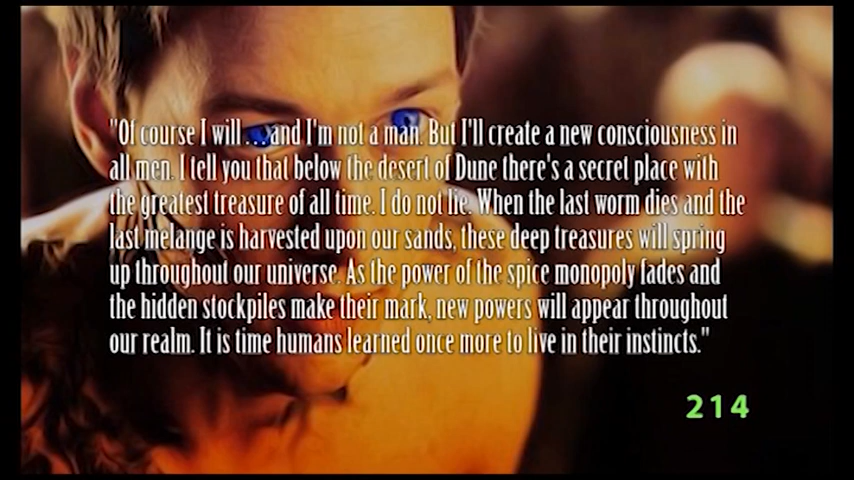 "Of course I will . . . and I'm not a man. But I'll create a new consciousness in
all men. I tell you that below the desert of Dune there's a secret place with
the greatest treasure of all time. I do not lie. When the last worm dies and the
last melange is harvested upon our sands, these deep treasures will spring
up throughout our universe. As the power of the spice monopoly fades and
the hidden stockpiles make their mark, new powers will appear throughout
our realm. It is time humans learned once more to live in their instincts."
214